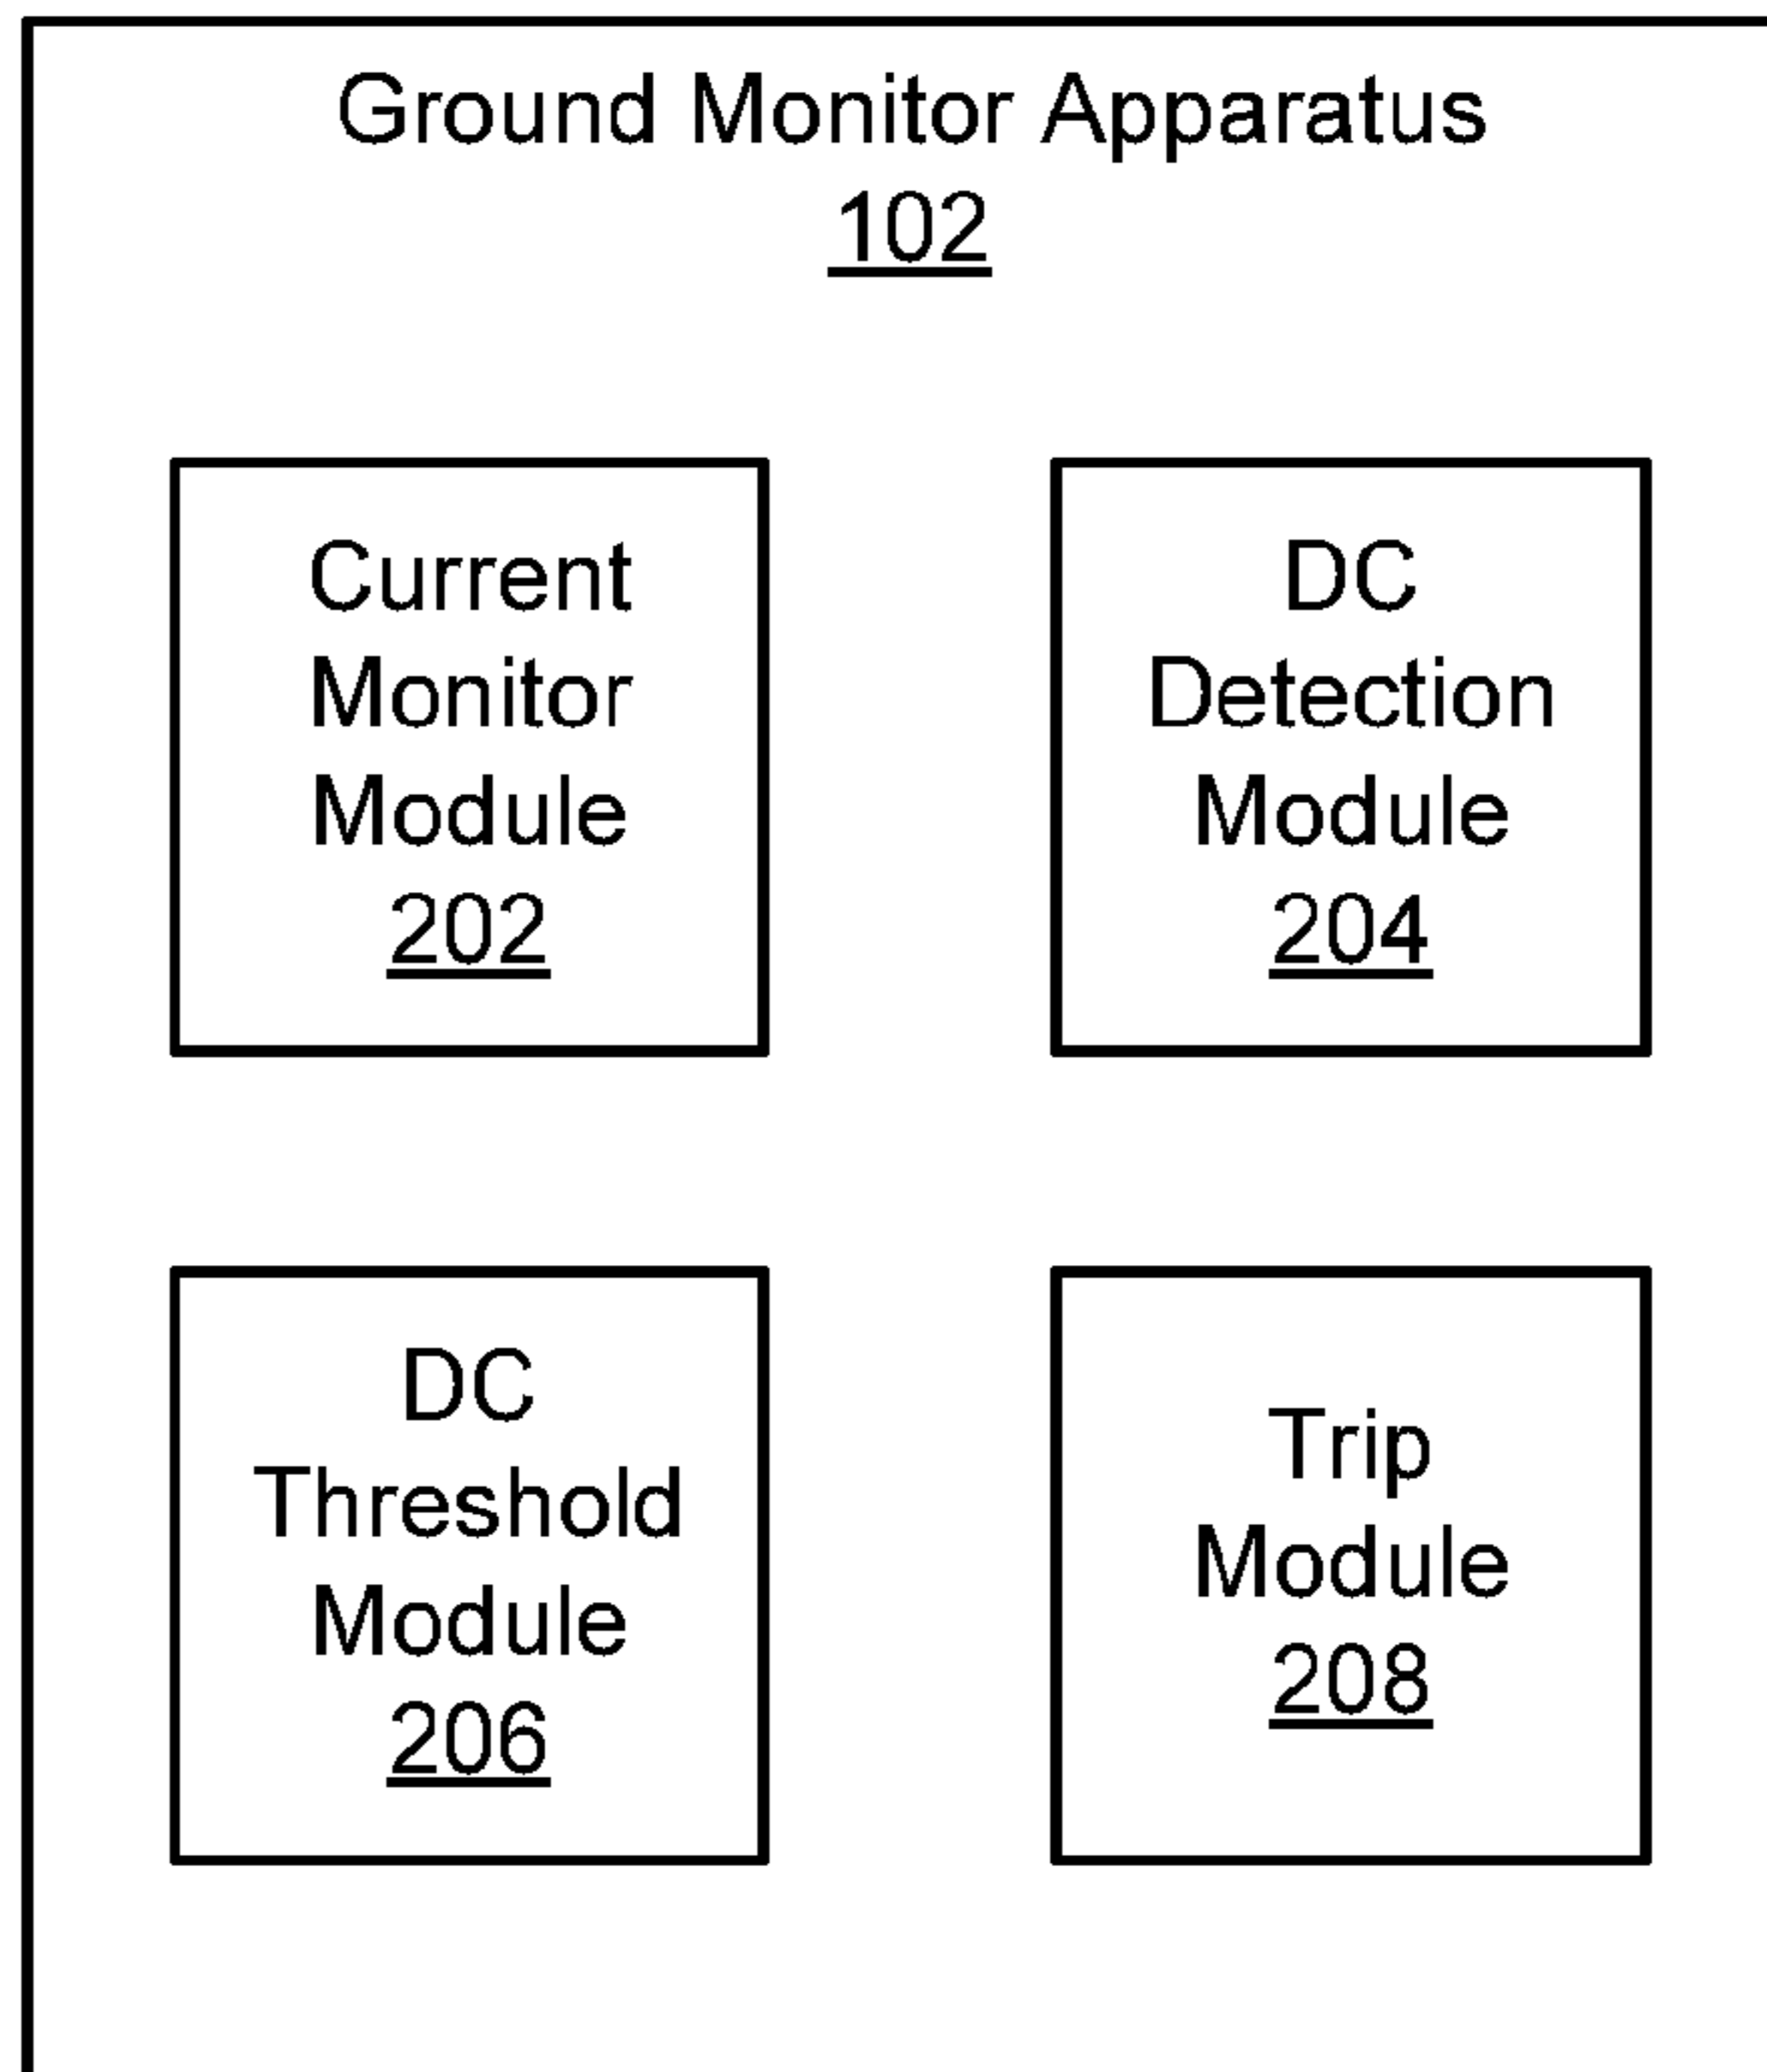 Ground Monitor Apparatus
102
Current
Monitor
Module
202
DC
Detection
Module
204
DC
Threshold
Module
206
Trip
Module
208